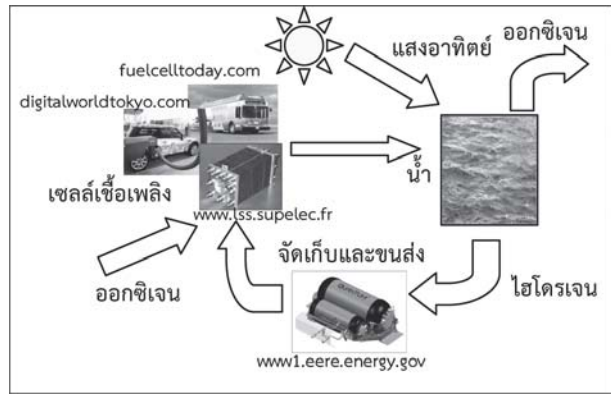 แสงอาทิตย์
ออกซิเจน
fuelcelltoday.com
digitalworldtokyo.com
น้ำ
เซลล์เชื้อเพลิง
www.lss.supelec.fr
จัดเก็บและขนส่ง
ออกซิเจน
ไฮโดรเจน
QUANTUM
www1.eere.energy.gov